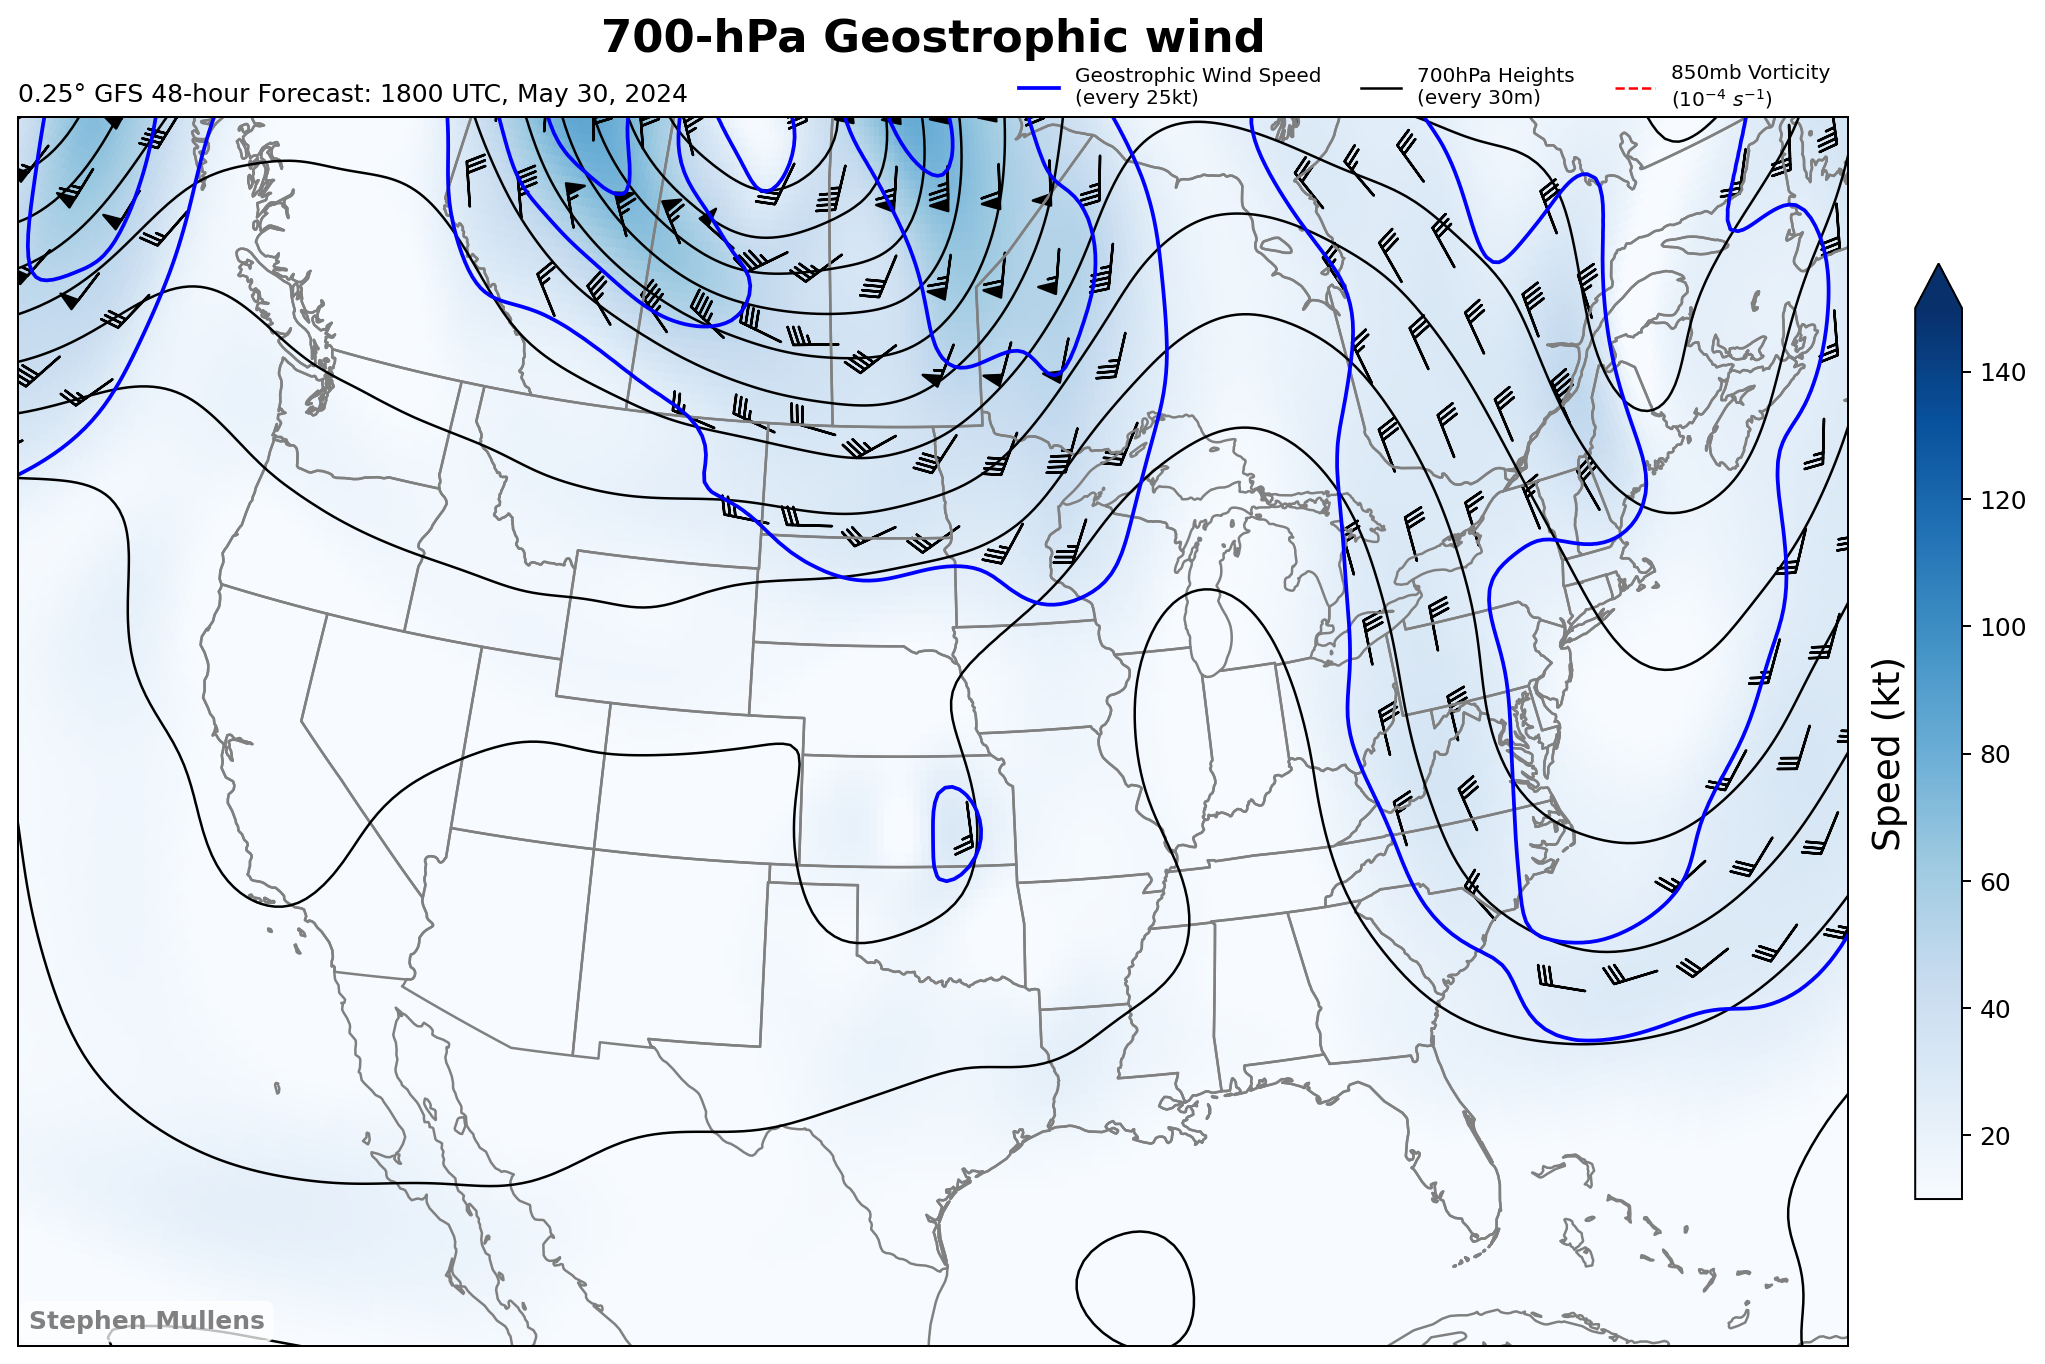 700-hPa Geostrophic wind
0.25° GFS 48-hour Forecast: 1800 UTC, May 30, 2024
Geostrophic Wind Speed
(every 25kt)
700hPa Heights
(every 30m)
850mb Vorticity
(10⁻⁴ s⁻¹)
140
120
100
80
60
40
20
Speed (kt)
Stephen Mullens